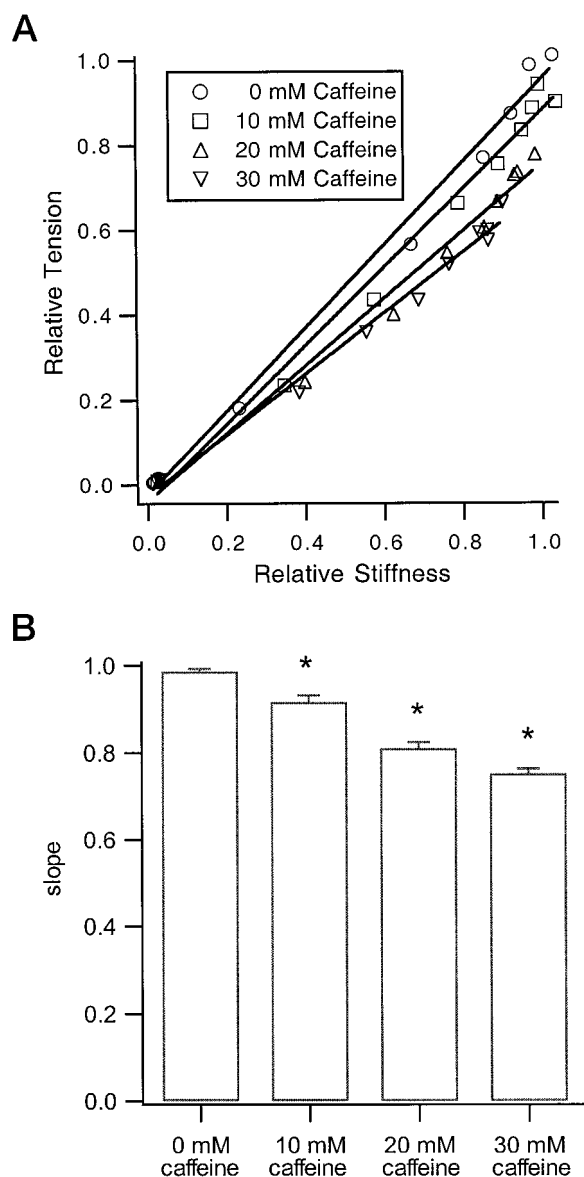 A
Relative Tension
1.0
0.8
0.6
0.4
0.2
0.0
0 mM Caffeine
10 mM Caffeine
20 mM Caffeine
30 mM Caffeine
0.0 0.2 0.4 0.6 0.8 1.0
Relative Stiffness
B
slope
1.0
0.8
0.6
0.4
0.2
0.0
* * *
0 mM 10 mM 20 mM 30 mM
caffeine caffeine caffeine caffeine